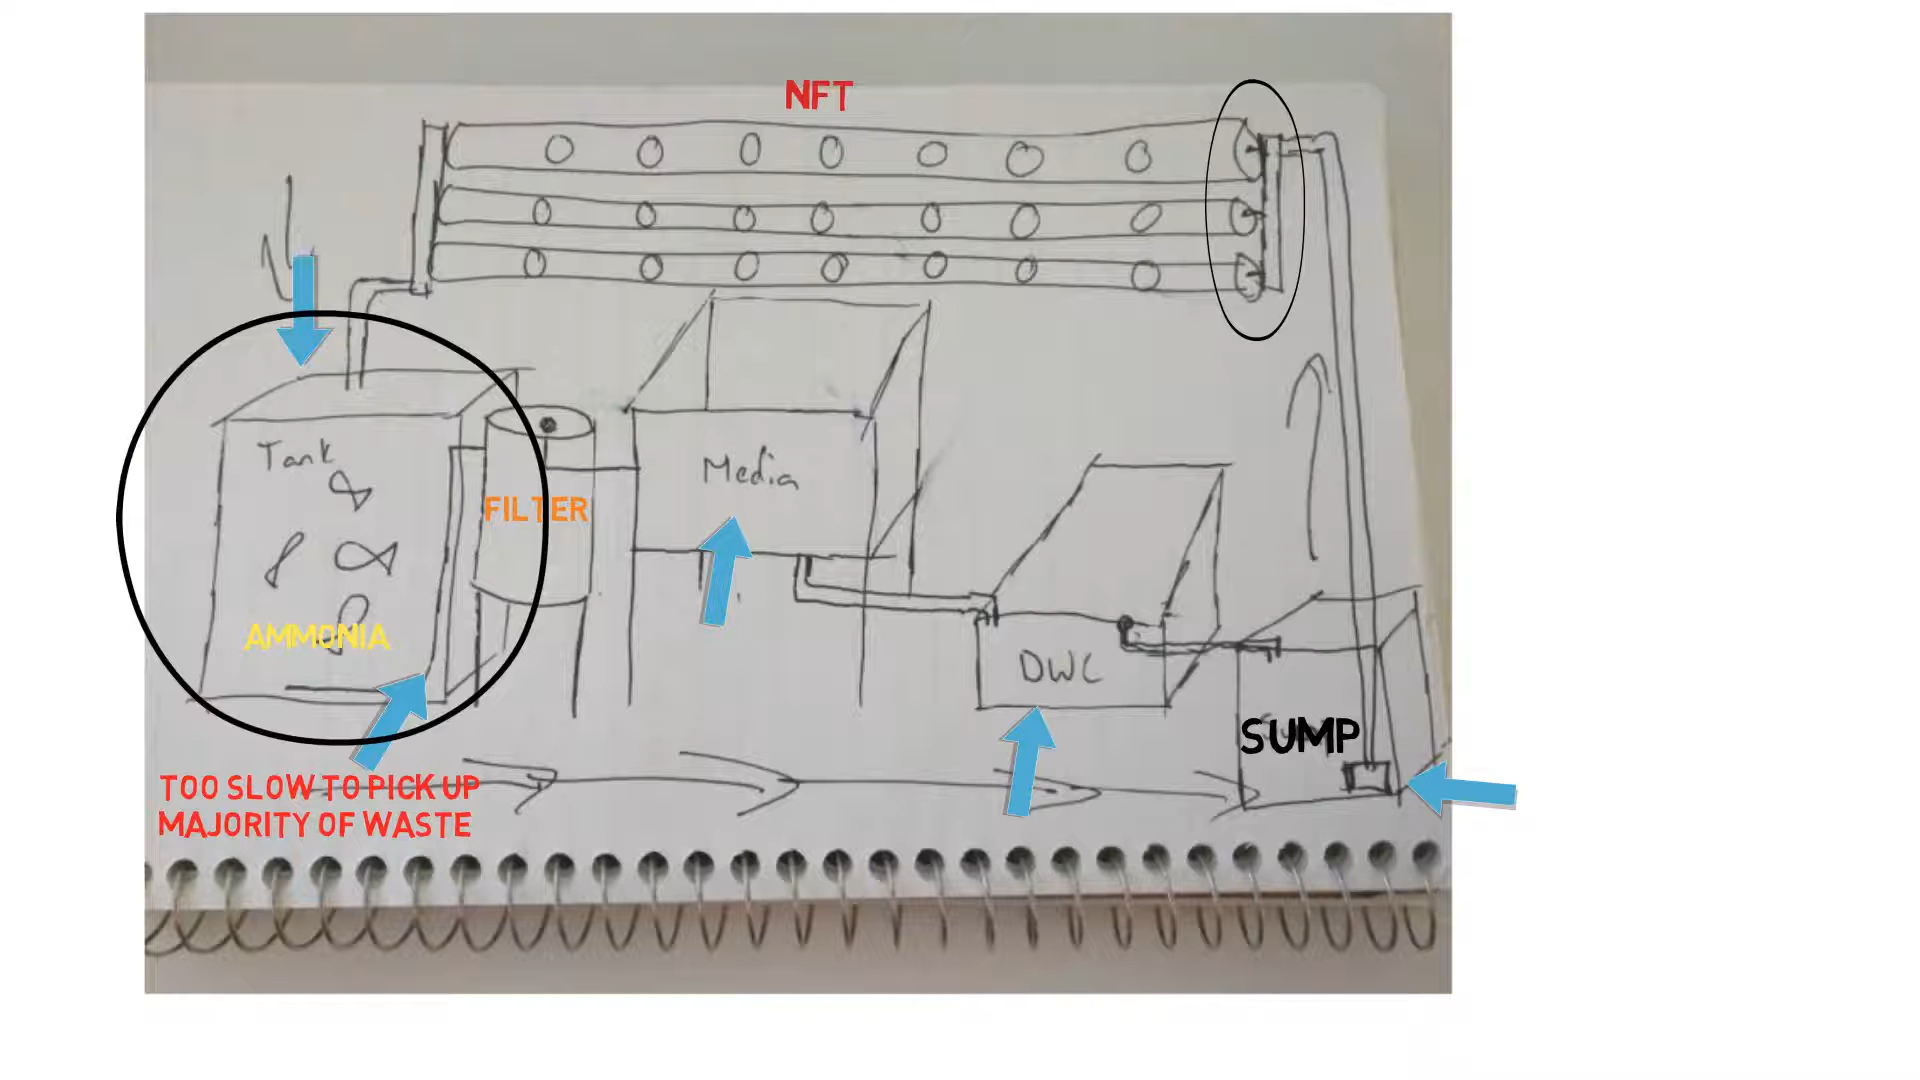 NFT
Tank
FILTER
Media
AMMONIA
DWC
SUMP
TOO SLOW TO PICK UP
MAJORITY OF WASTE